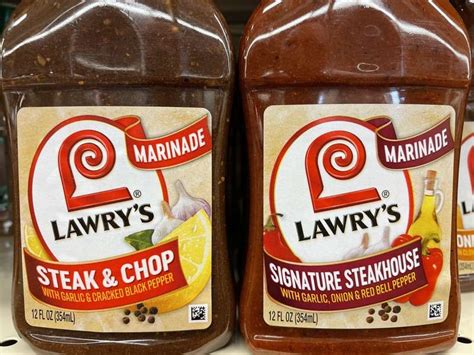 MARINADE
LAWRY'S®
STEAK & CHOP
WITH GARLIC & CRACKED BLACK PEPPER
12 FL OZ (354mL)
MARINADE
LAWRY'S®
SIGNATURE STEAKHOUSE
WITH GARLIC, ONION & RED BELL PEPPER
12 FL OZ (354mL)